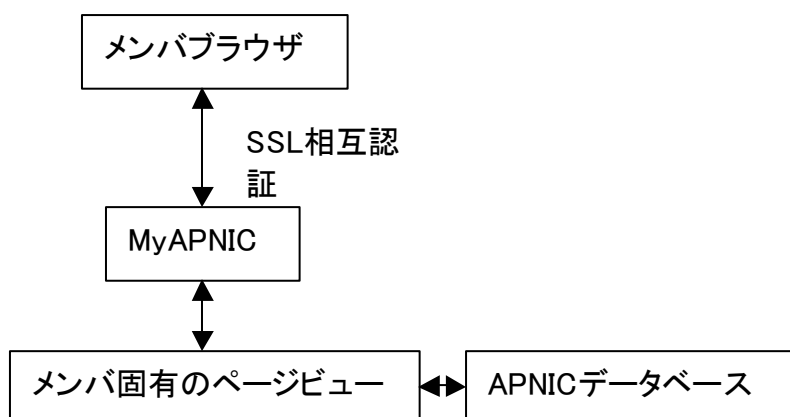 メンバブラウザ
SSL相互認
証
MyAPNIC
メンバ固有のページビュー
APNICデータベース